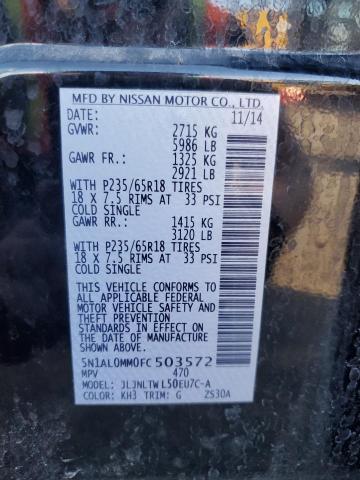 MFD BY NISSAN MOTOR CO., LTD.
DATE: 11/14
GVWR: 2715 KG
5986 LB
GAWR FR.: 1325 KG
2921 LB
WITH P235/65R18 TIRES
18 X 7.5 RIMS AT 33 PSI
COLD SINGLE
GAWR RR.: 1415 KG
3120 LB
WITH P235/65R18 TIRES
18 X 7.5 RIMS AT 33 PSI
COLD SINGLE
THIS VEHICLE CONFORMS TO
ALL APPLICABLE FEDERAL
MOTOR VEHICLE SAFETY
STANDARDS IN EFFECT ON
THE DATE OF MANUFACTURE
SHOWN ABOVE.
5N1AL0MM0FC503572
MPV 470
MODEL: JLJNLTWL50EU7C-A
COLOR: KH3 TRIM: G ZS30A